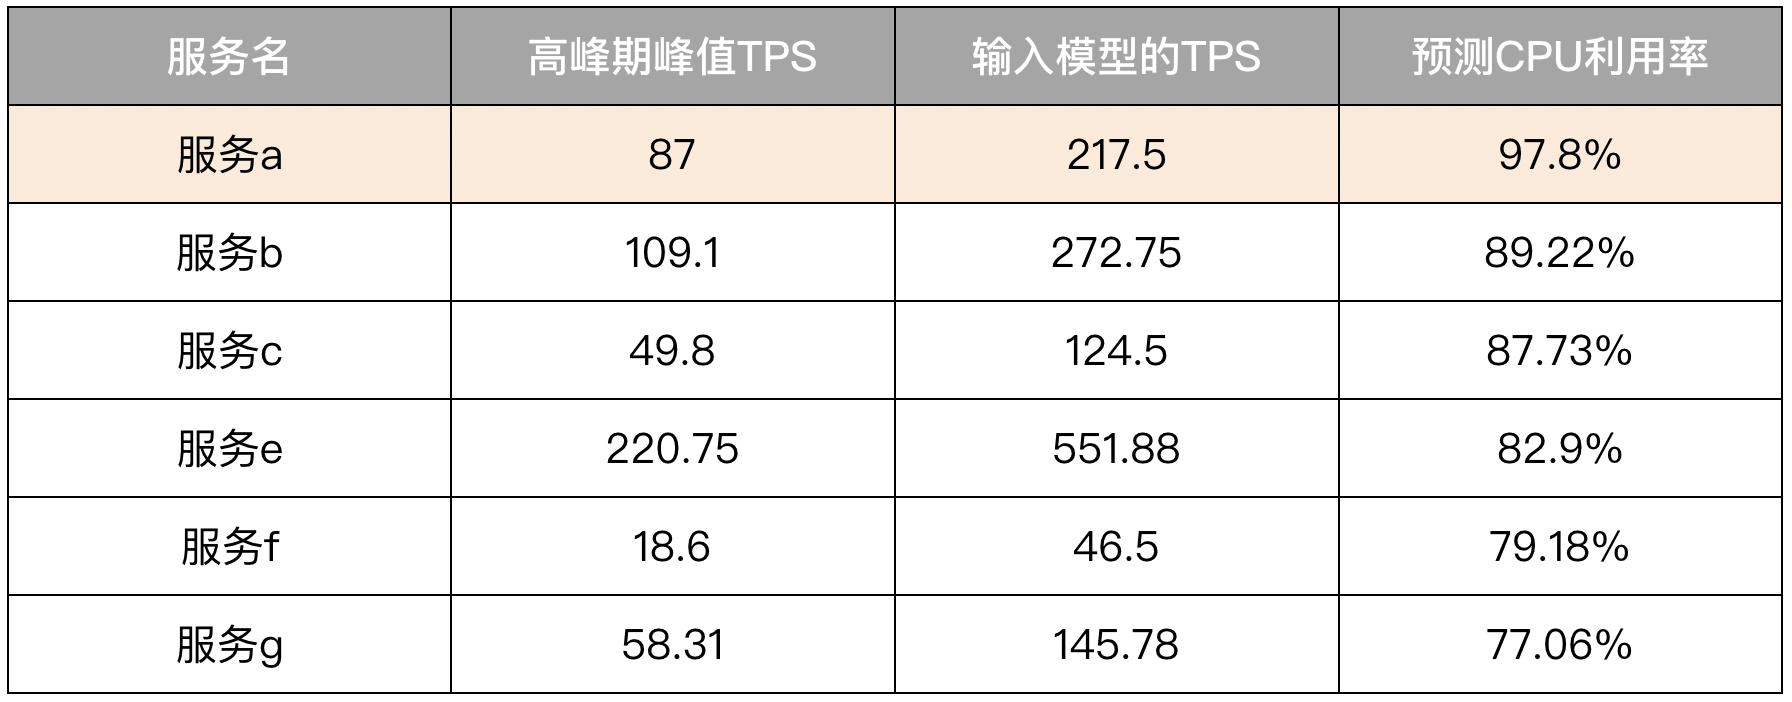 服务名 高峰期峰值TPS 输入模型的TPS 预测CPU利用率
服务a 87 217.5 97.8%
服务b 109.1 272.75 89.22%
服务c 49.8 124.5 87.73%
服务e 220.75 551.88 82.9%
服务f 18.6 46.5 79.18%
服务g 58.31 145.78 77.06%